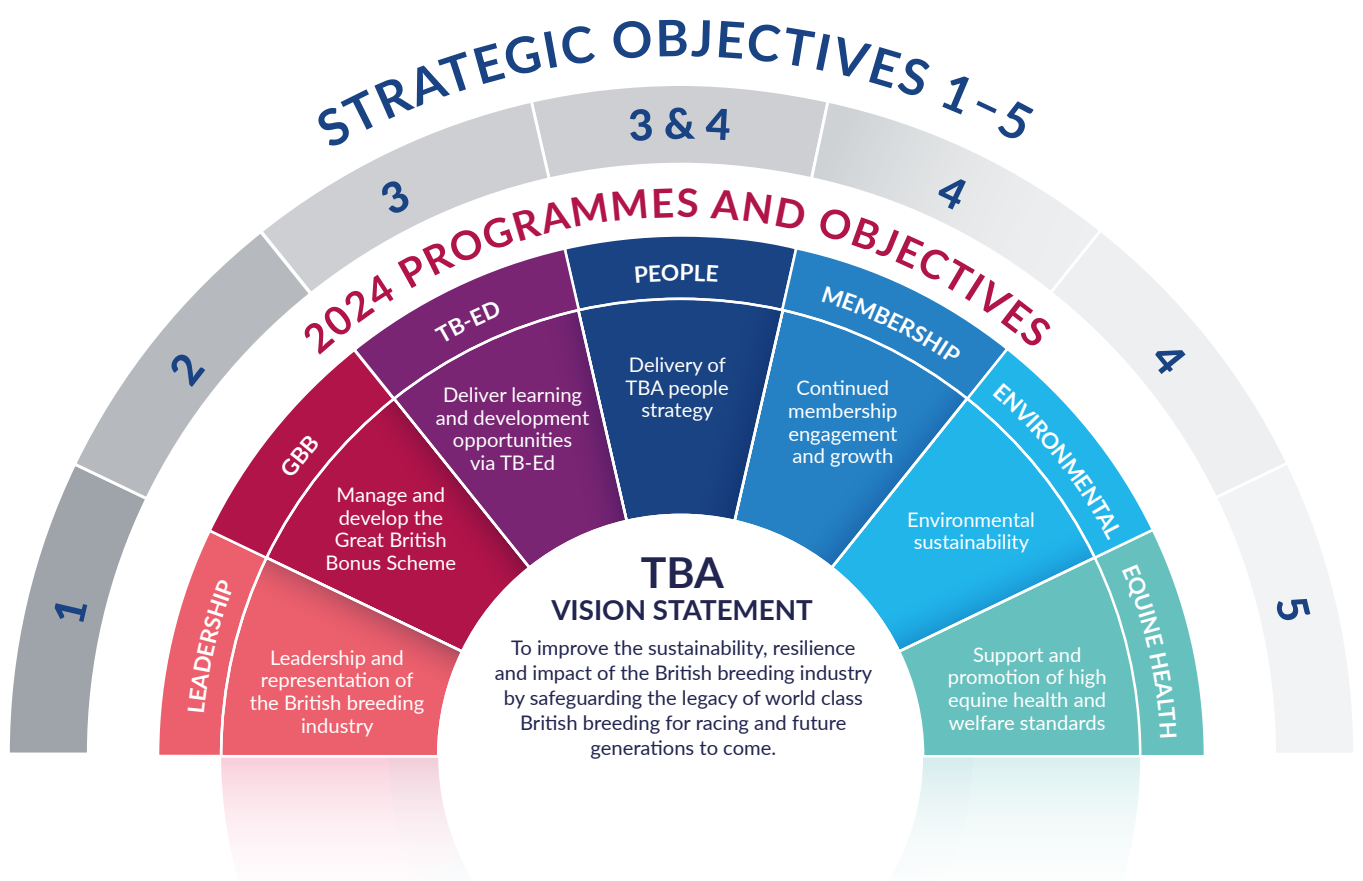 STRATEGIC OBJECTIVES 1–5
1
2
3
3 & 4
4
4
5
2024 PROGRAMMES AND OBJECTIVES
LEADERSHIP
Leadership and
representation of
the British breeding
industry
GBB
Manage and
develop the
Great British
Bonus Scheme
TB-ED
Deliver learning
and development
opportunities
via TB-Ed
PEOPLE
Delivery of
TBA people
strategy
MEMBERSHIP
Continued
membership
engagement
and growth
ENVIRONMENTAL
Environmental
sustainability
EQUINE HEALTH
Support and
promotion of high
equine health and
welfare standards
TBA
VISION STATEMENT
To improve the sustainability, resilience
and impact of the British breeding industry
by safeguarding the legacy of world class
British breeding for racing and future
generations to come.